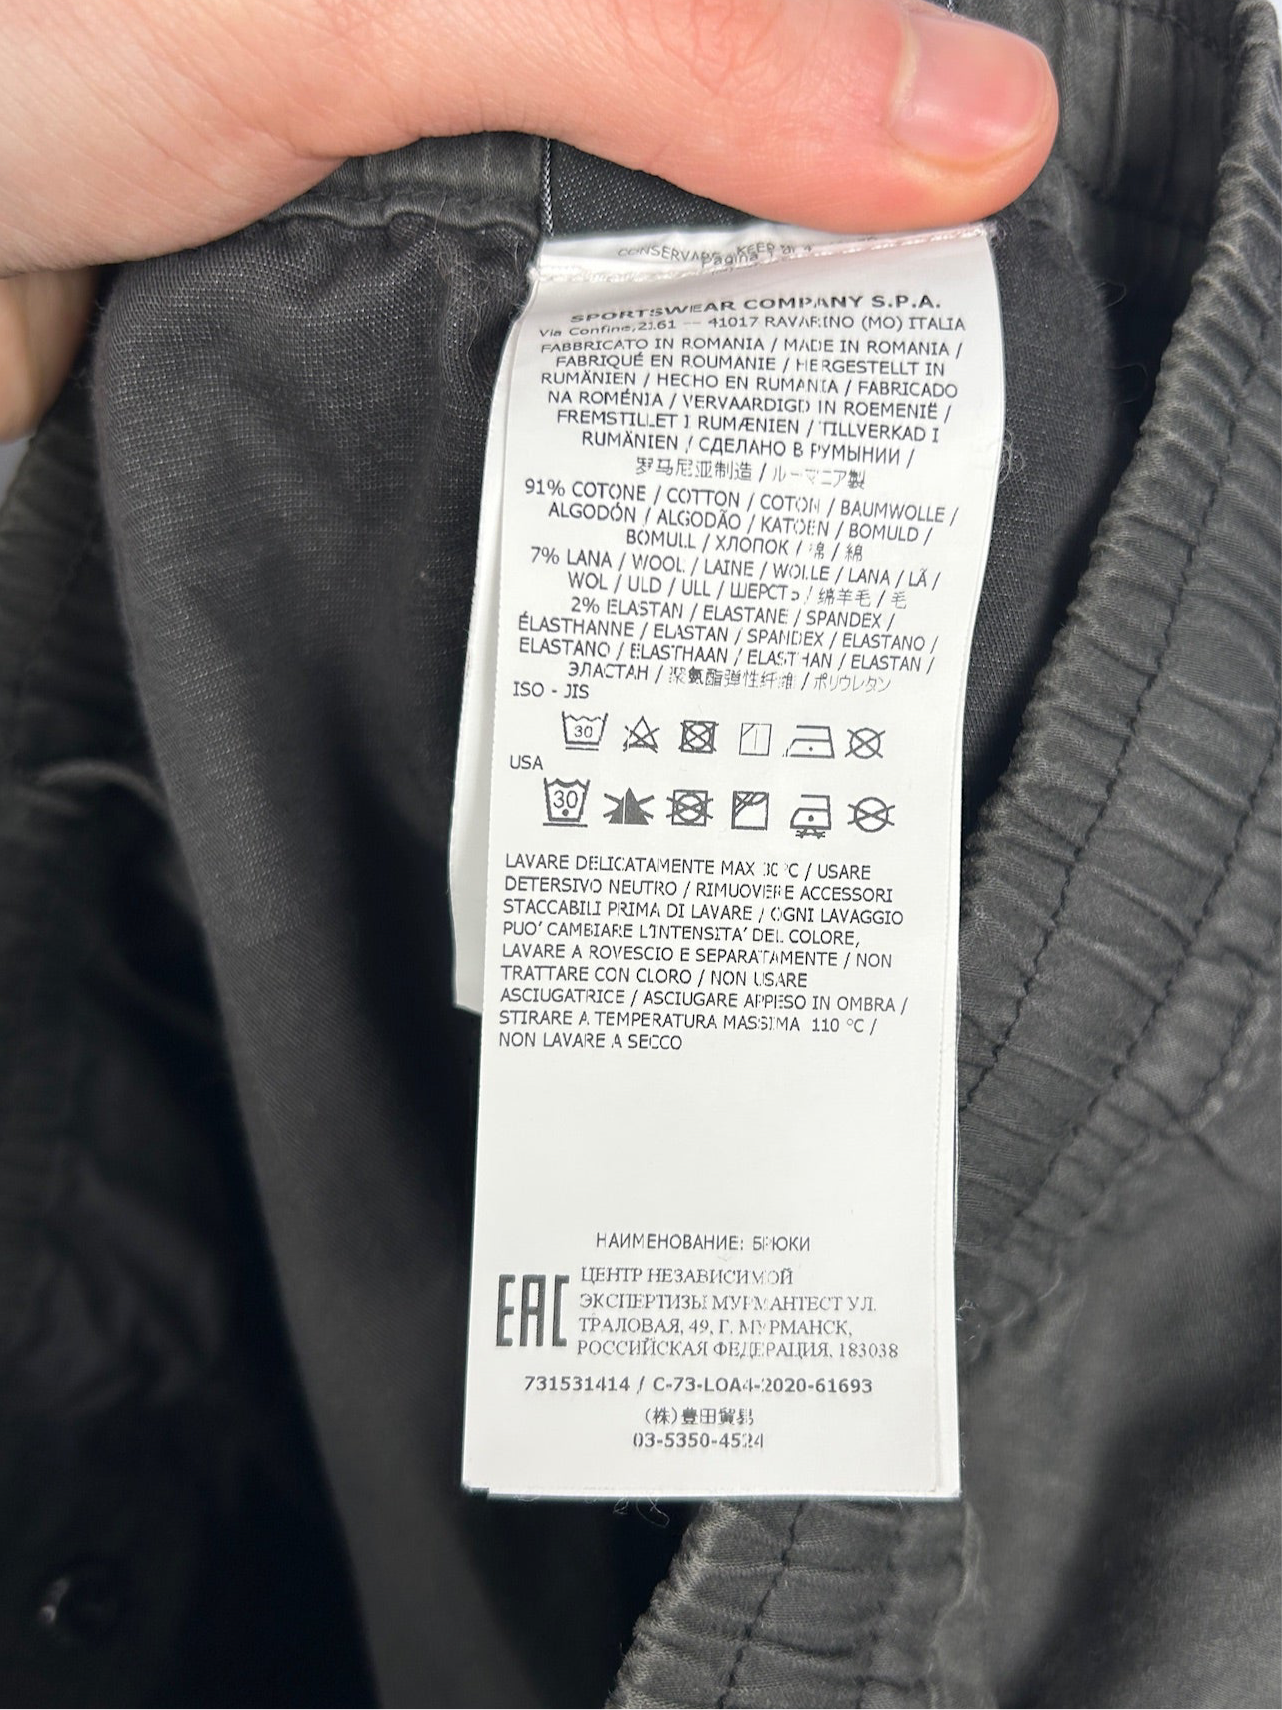 CONSERVARE KEEP
Pagina 1
SPORTSWEAR COMPANY S.P.A.
Via Confine, 2161 -- 41017 RAVARINO (MO) ITALIA
FABBRICATO IN ROMANIA / MADE IN ROMANIA /
FABRIQUÉ EN ROUMANIE / HERGESTELLT IN
RUMÄNIEN / HECHO EN RUMANIA / FABRICADO
NA ROMÉNIA / VERVAARDIGD IN ROEMENIË /
FREMSTILLET I RUMÆNIEN / TILLVERKAD I
RUMÄNIEN / СДЕЛАНО В РУМЫНИИ /
罗马尼亚制造 / ルーマニア製
91% COTONE / COTTON / COTON / BAUMWOLLE /
ALGODÓN / ALGODÃO / KATOEN / BOMULD /
BOMULL / ХЛОПОК / 绵 / 綿
7% LANA / WOOL / LAINE / WOLLE / LANA / LÃ /
WOL / ULD / ULL / ШЕРСТЬ / 绵羊毛 / 毛
2% ELASTAN / ELASTANE / SPANDEX /
ÉLASTHANNE / ELASTAN / SPANDEX / ELASTANO /
ELASTANO / ELASTHAAN / ELASTHAN / ELASTAN /
ЭЛАСТАН / 聚氨酯弹性纤维 / ポリウレタン
ISO - JIS
30
USA
30
LAVARE DELICATAMENTE MAX 30 °C / USARE
DETERSIVO NEUTRO / RIMUOVERE ACCESSORI
STACCABILI PRIMA DI LAVARE / OGNI LAVAGGIO
PUO' CAMBIARE L'INTENSITA' DEL COLORE,
LAVARE A ROVESCIO E SEPARATAMENTE / NON
TRATTARE CON CLORO / NON USARE
ASCIUGATRICE / ASCIUGARE APPESO IN OMBRA /
STIRARE A TEMPERATURA MASSIMA 110 °C /
NON LAVARE A SECCO
НАИМЕНОВАНИЕ: БРЮКИ
EAC
ЦЕНТР НЕЗАВИСИМОЙ
ЭКСПЕРТИЗЫ МУРМАНТЕСТ УЛ.
ТРАЛОВАЯ, 49, Г. МУРМАНСК,
РОССИЙСКАЯ ФЕДЕРАЦИЯ, 183038
731531414 / C-73-LOA4-2020-61693
(株)豊田貿易
03-5350-4524